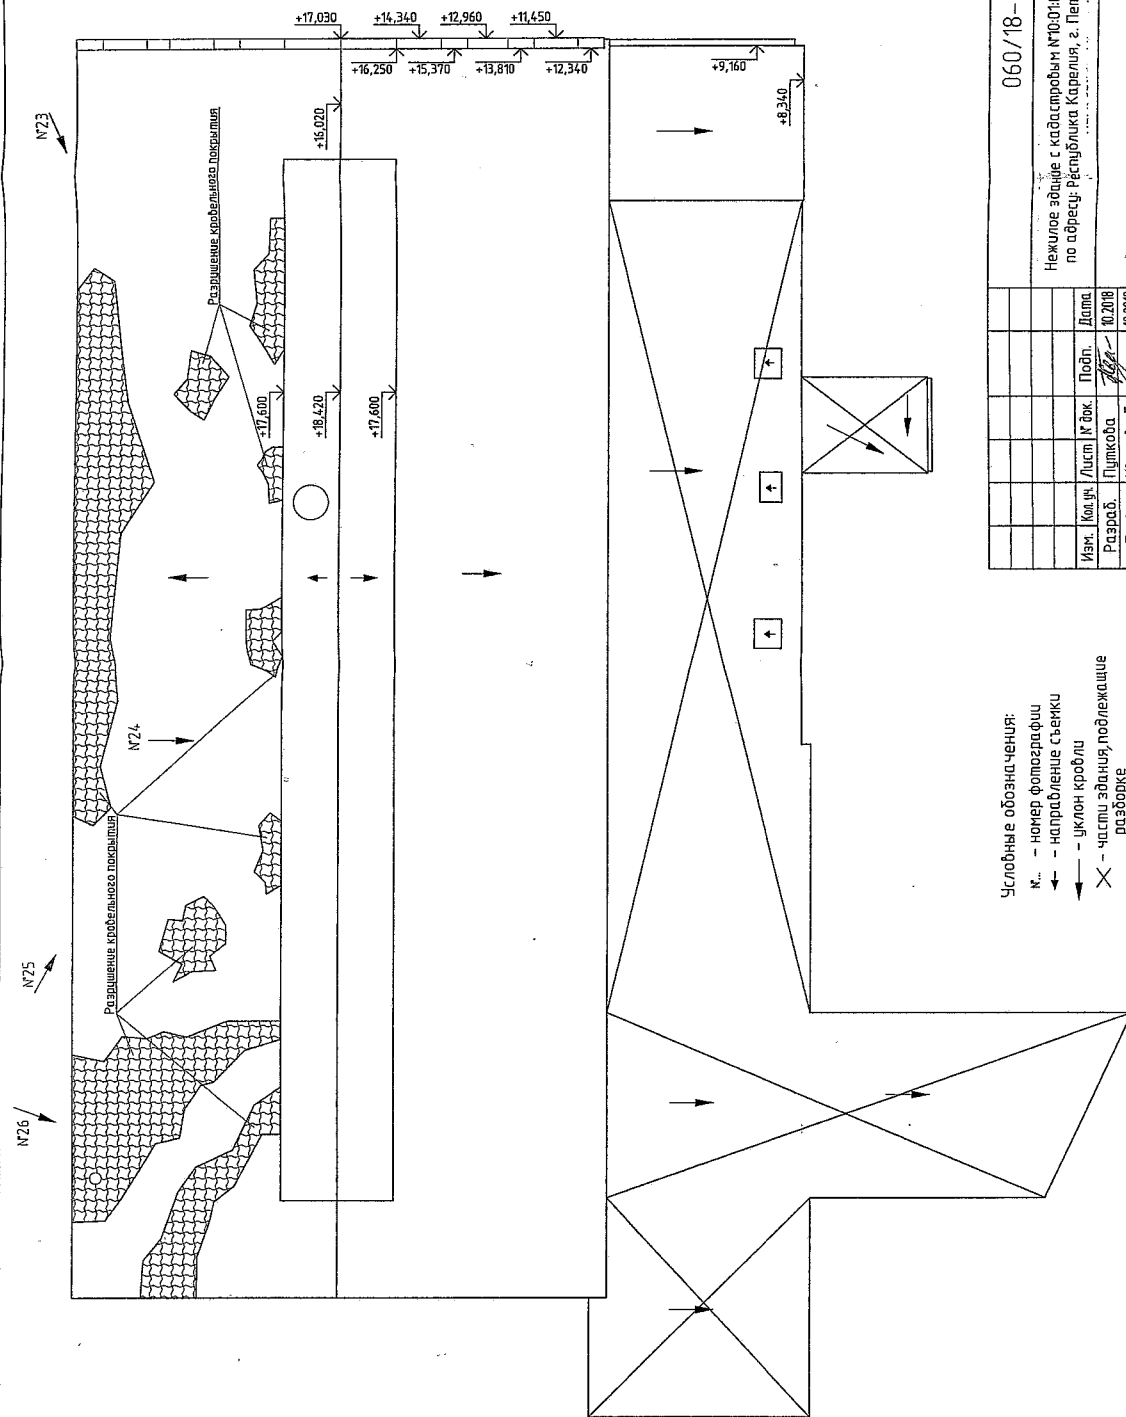 +17,030
+14,340
+12,960
+11,450
+16,250
+15,370
+13,810
+12,340
+9,160
+8,340
+16,020
№23
Разрушение кровельного покрытия
+17,600
+18,420
+17,600
№24
Разрушение кровельного покрытия
№25
№26
Условные обозначения:
№... - номер фотографии
- направление съемки
- уклон кровли
- части здания, подлежащие
разборке
060/18-
Нежилое здание с кадастровым №10:01:
по адресу: Республика Карелия, г.
Изм. Кол.уч. Лист № док. Подп. Дата
Разраб. Путкова 10.2018